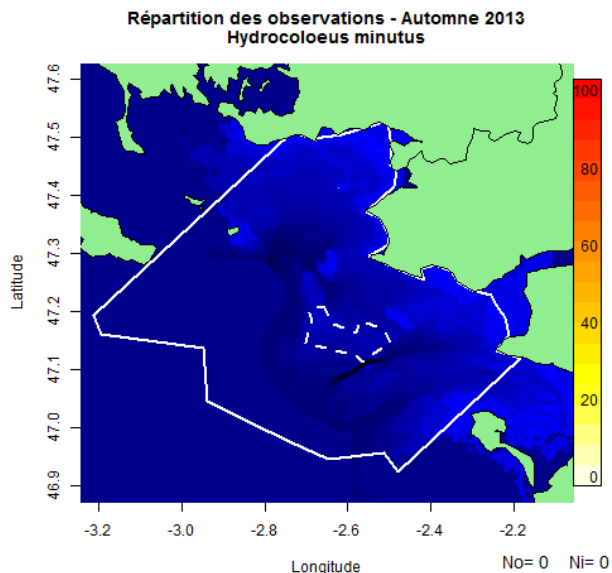 Répartition des observations - Automne 2013
Hydrocoloeus minutus
Latitude
47.6
47.5
47.4
47.3
47.2
47.1
47.0
46.9
100
80
60
40
20
0
-3.2 -3.0 -2.8 -2.6 -2.4 -2.2
Longitude
No= 0 Ni= 0